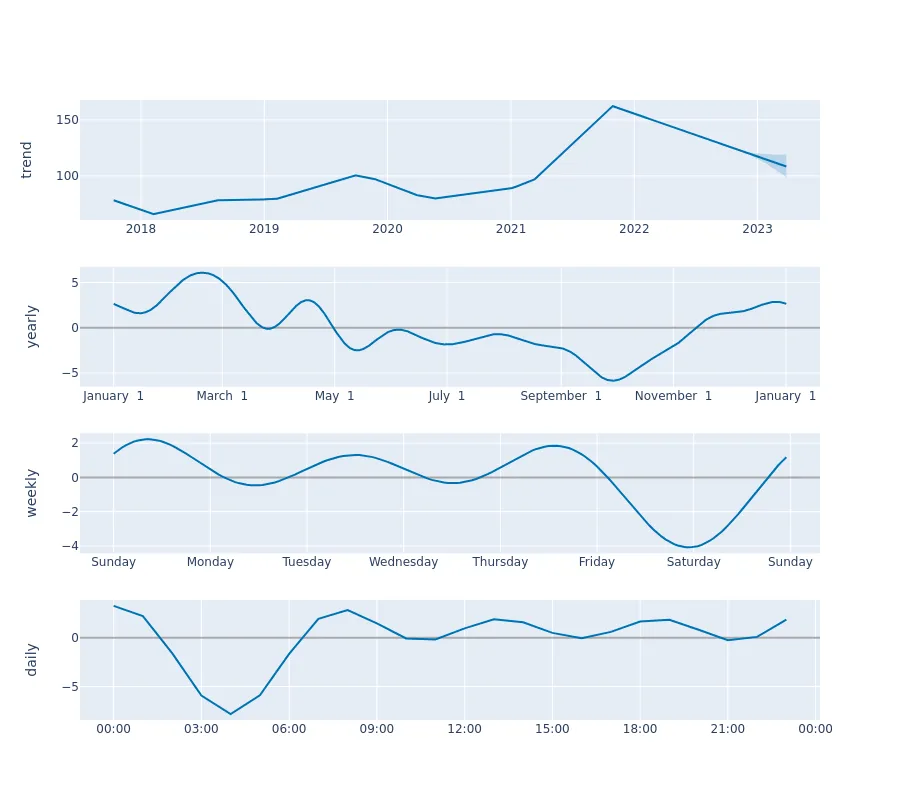 trend
150
100
2018 2019 2020 2021 2022 2023
yearly
5
0
−5
January 1 March 1 May 1 July 1 September 1 November 1 January 1
weekly
2
0
−2
−4
Sunday Monday Tuesday Wednesday Thursday Friday Saturday Sunday
daily
0
−5
00:00 03:00 06:00 09:00 12:00 15:00 18:00 21:00 00:00